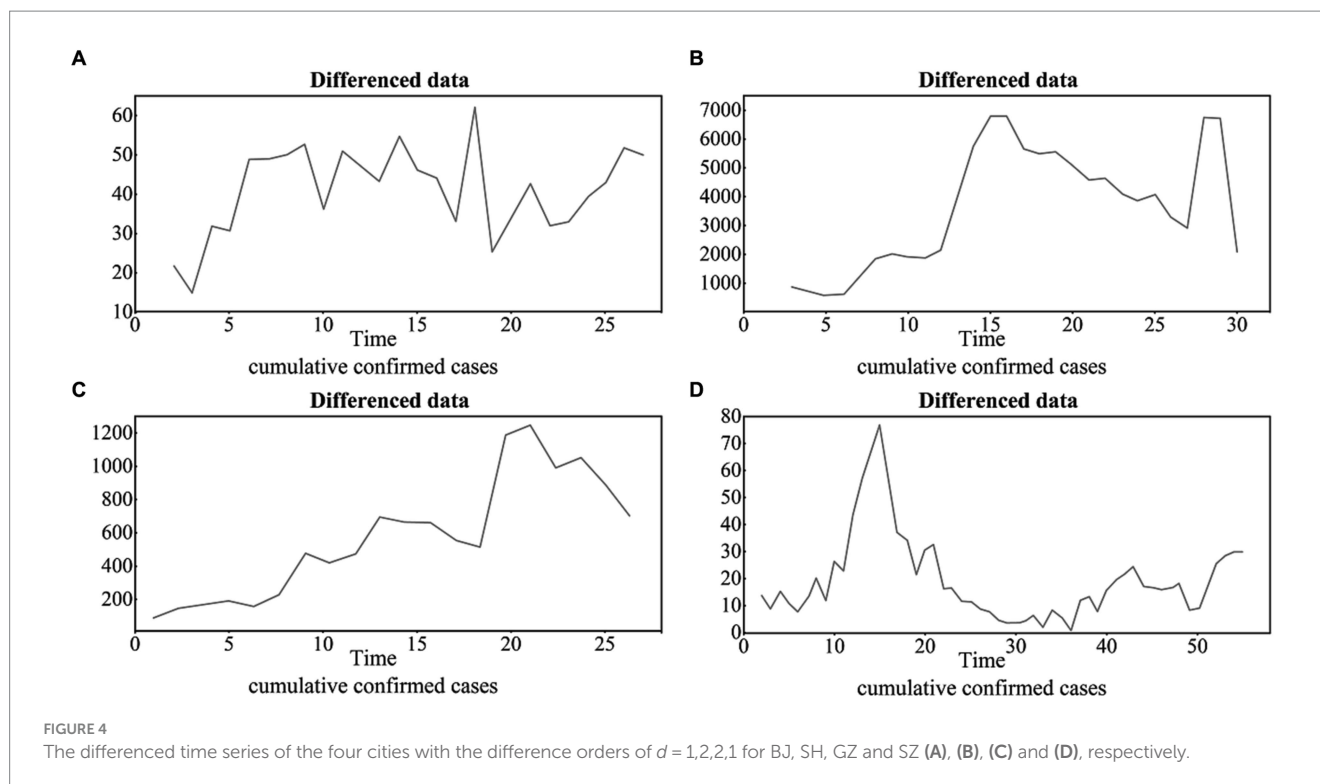 A
Differenced data
60
50
40
30
20
10
0 5 10 15 20 25
Time
cumulative confirmed cases
B
Differenced data
7000
6000
5000
4000
3000
2000
1000
0 5 10 15 20 25 30
Time
cumulative confirmed cases
C
Differenced data
1200
1000
800
600
400
200
0 5 10 15 20 25
Time
cumulative confirmed cases
D
Differenced data
80
70
60
50
40
30
20
10
0
10 20 30 40 50
Time
cumulative confirmed cases
FIGURE 4
The differenced time series of the four cities with the difference orders of d = 1,2,2,1 for BJ, SH, GZ and SZ (A), (B), (C) and (D), respectively.